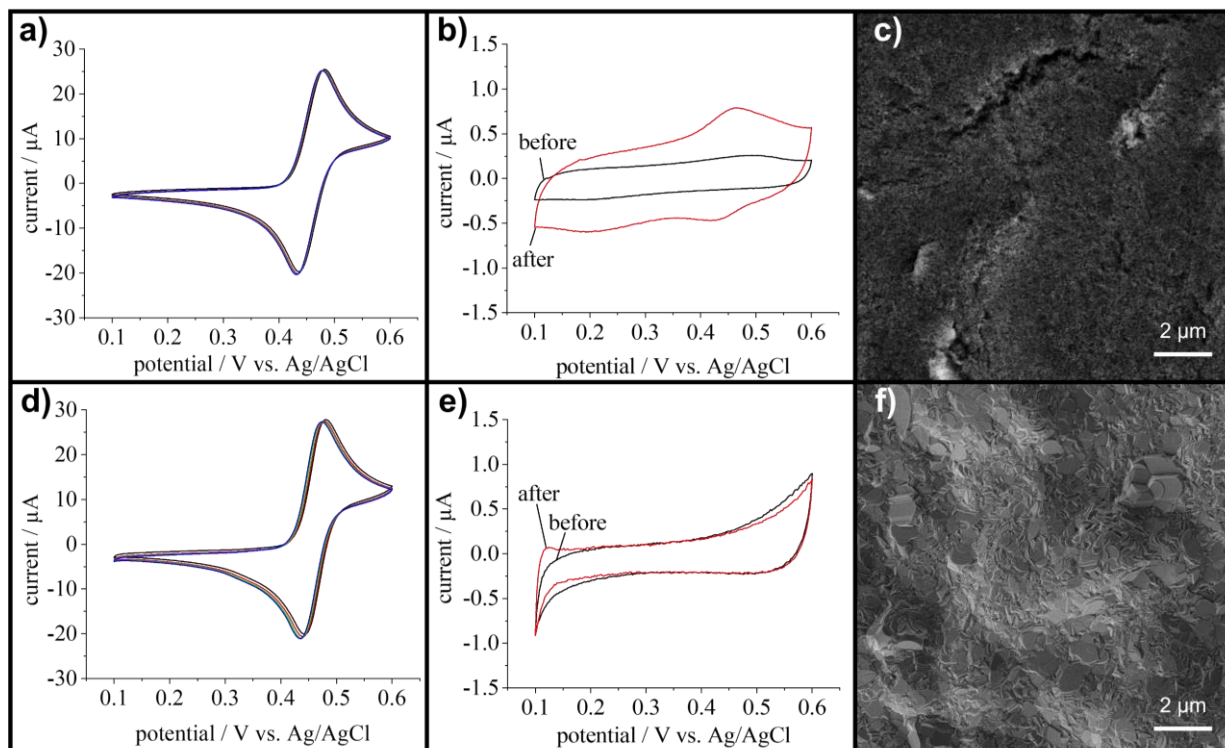 a)
30
20
10
0
-10
-20
-30
current / µA
0.1 0.2 0.3 0.4 0.5 0.6
potential / V vs. Ag/AgCl
b)
1.5
1.0
0.5
0.0
-0.5
-1.0
-1.5
current / µA
before
after
0.1 0.2 0.3 0.4 0.5 0.6
potential / V vs. Ag/AgCl
c)
2 µm
d)
30
20
10
0
-10
-20
-30
current / µA
0.1 0.2 0.3 0.4 0.5 0.6
potential / V vs. Ag/AgCl
e)
1.5
1.0
0.5
0.0
-0.5
-1.0
-1.5
current / µA
after
before
0.1 0.2 0.3 0.4 0.5 0.6
potential / V vs. Ag/AgCl
f)
2 µm